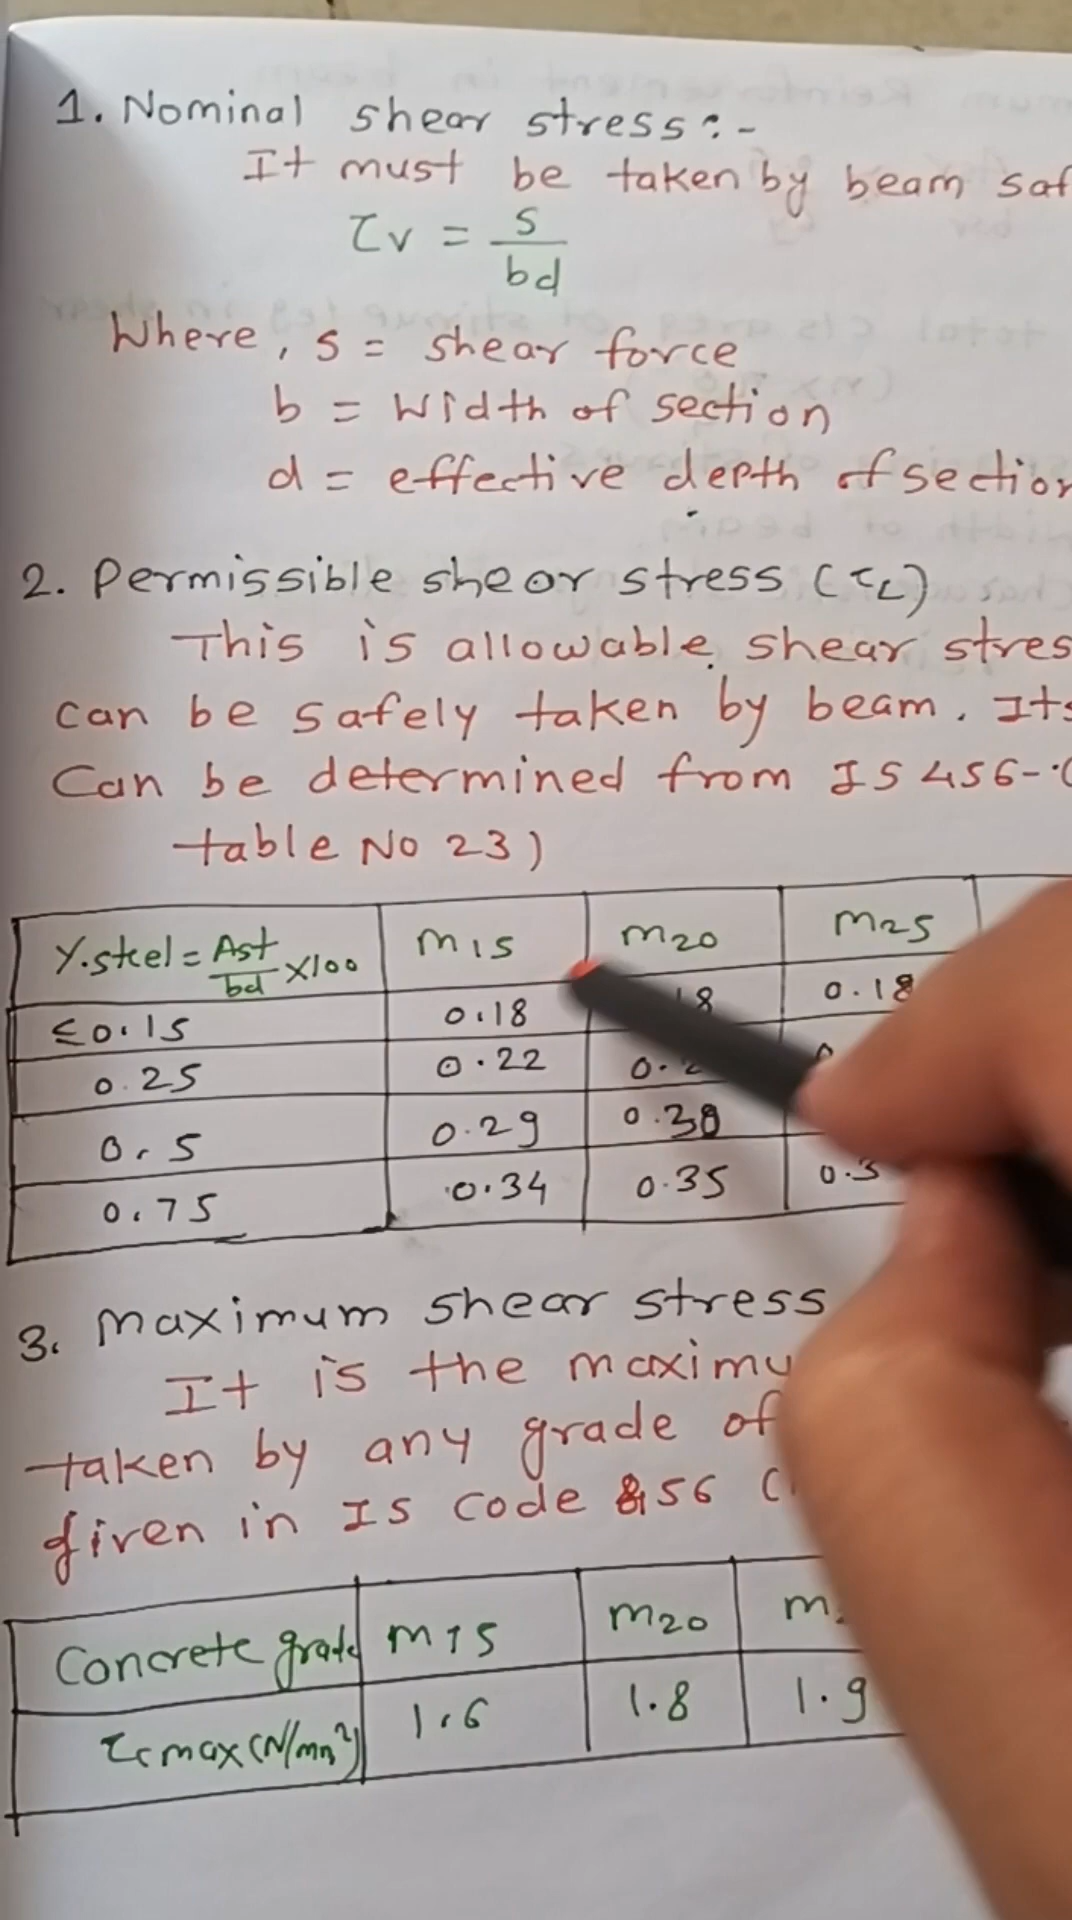 1. Nominal shear stress:-
It must be taken by beam saf
τv = s/bd
Where, s = shear force
b = width of section
d = effective depth of section
2. Permissible shear stress (τc)
This is allowable shear stres
can be safely taken by beam. Its
Can be determined from IS 456-
table No 23)
Y.steel = Ast/bd ×100 M15 M20 M25
≤0.15 0.18 0.18
0.25 0.22
0.5 0.29
0.75 0.34 0.35
3. Maximum shear stress
It is the maximu
taken by any grade of
given in IS code 56
Concrete grade M15 M20
τcmax (N/mm²) 1.6 1.8 1.9